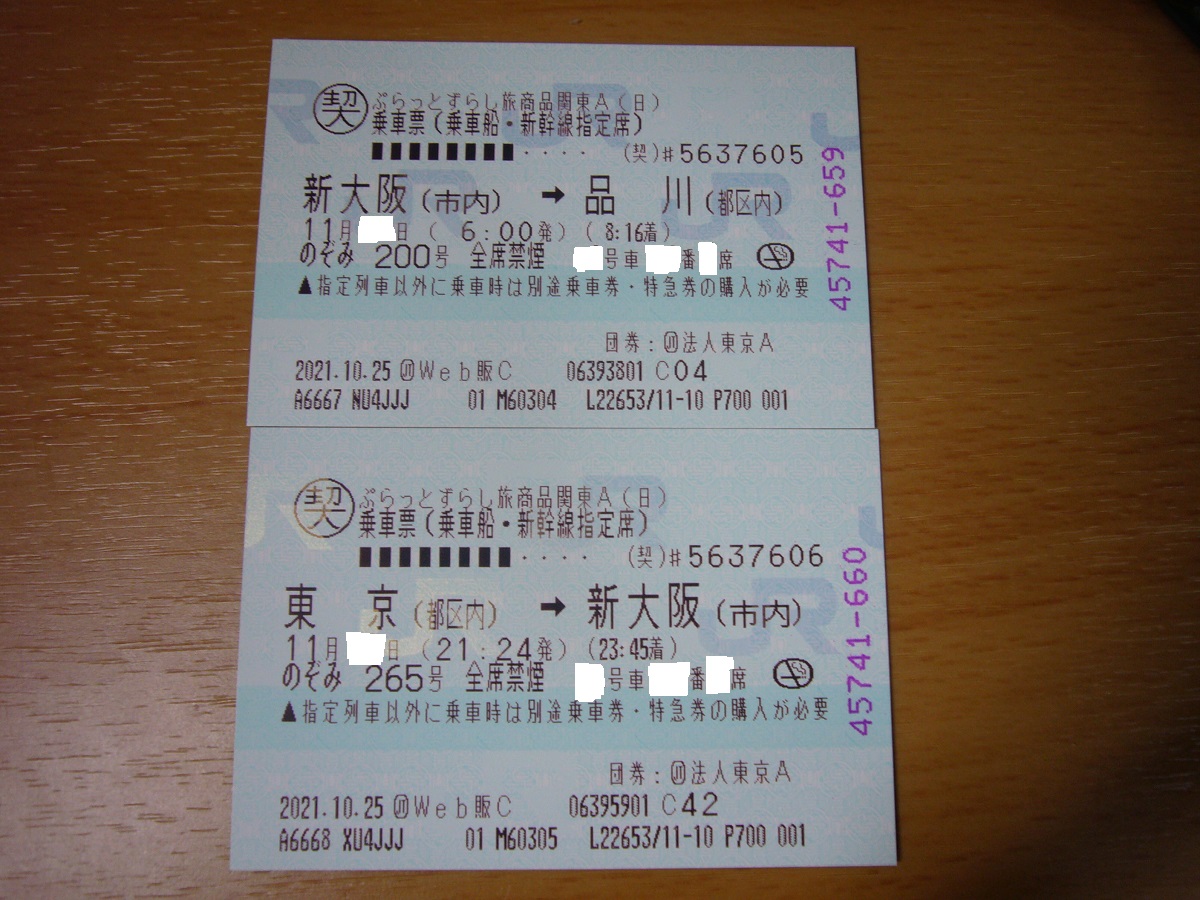 契 ぷらっとずらし旅商品関東A(日)
乗車票(乗車船・新幹線指定席)
■■■■■■■■・・・・ (契)#5637605
新大阪(市内) ➡ 品川(都区内)
11月 日 ( 6:00発) ( 8:16着)
のぞみ 200号 全席禁煙 号車 番 席
▲指定列車以外に乗車時は別途乗車券・特急券の購入が必要
団券:㋣法人東京A
2021.10.25 Web販C 06393801 C04
A6667 NU4JJJ 01 M60304 L22653/11-10 P700 001
45741-659
契 ぷらっとずらし旅商品関東A(日)
乗車票(乗車船・新幹線指定席)
■■■■■■■■・・・・ (契)#5637606
東京(都区内) ➡ 新大阪(市内)
11月 日 (21:24発) (23:45着)
のぞみ 265号 全席禁煙 号車 番 席
▲指定列車以外に乗車時は別途乗車券・特急券の購入が必要
団券:法人東京A
2021.10.25 Web販C 06395901 C42
A6668 XU4JJJ 01 M60305 L22653/11-10 P700 001
45741-660